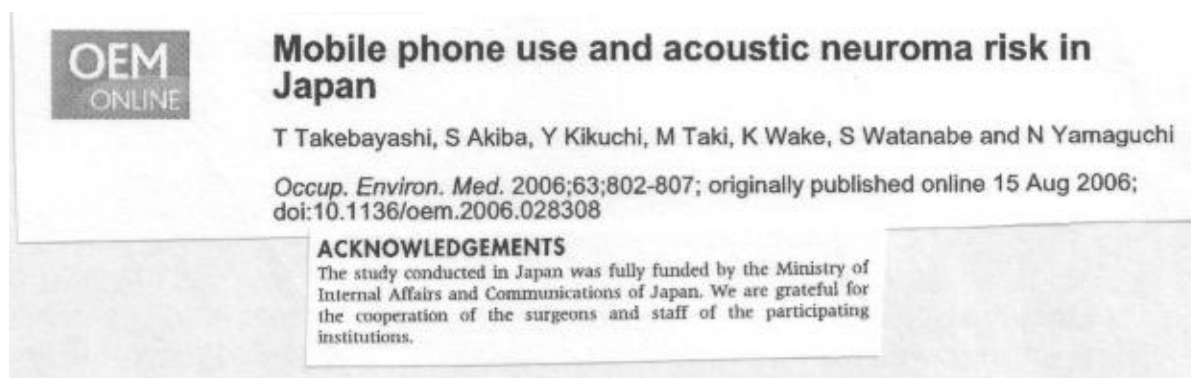 OEM
ONLINE
Mobile phone use and acoustic neuroma risk in
Japan
T Takebayashi, S Akiba, Y Kikuchi, M Taki, K Wake, S Watanabe and N Yamaguchi
Occup. Environ. Med. 2006;63;802-807; originally published online 15 Aug 2006;
doi:10.1136/oem.2006.028308
ACKNOWLEDGEMENTS
The study conducted in Japan was fully funded by the Ministry of
Internal Affairs and Communications of Japan. We are grateful for
the cooperation of the surgeons and staff of the participating
institutions.